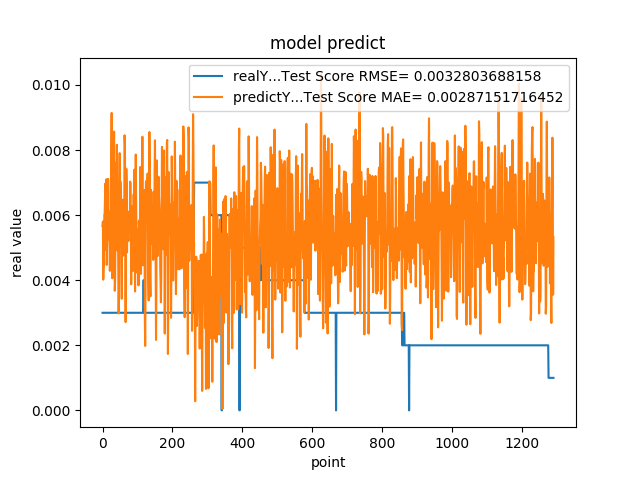 model predict
realY...Test Score RMSE= 0.0032803688158
predictY...Test Score MAE= 0.00287151716452
0.010
0.008
0.006
0.004
0.002
0.000
real value
0 200 400 600 800 1000 1200
point